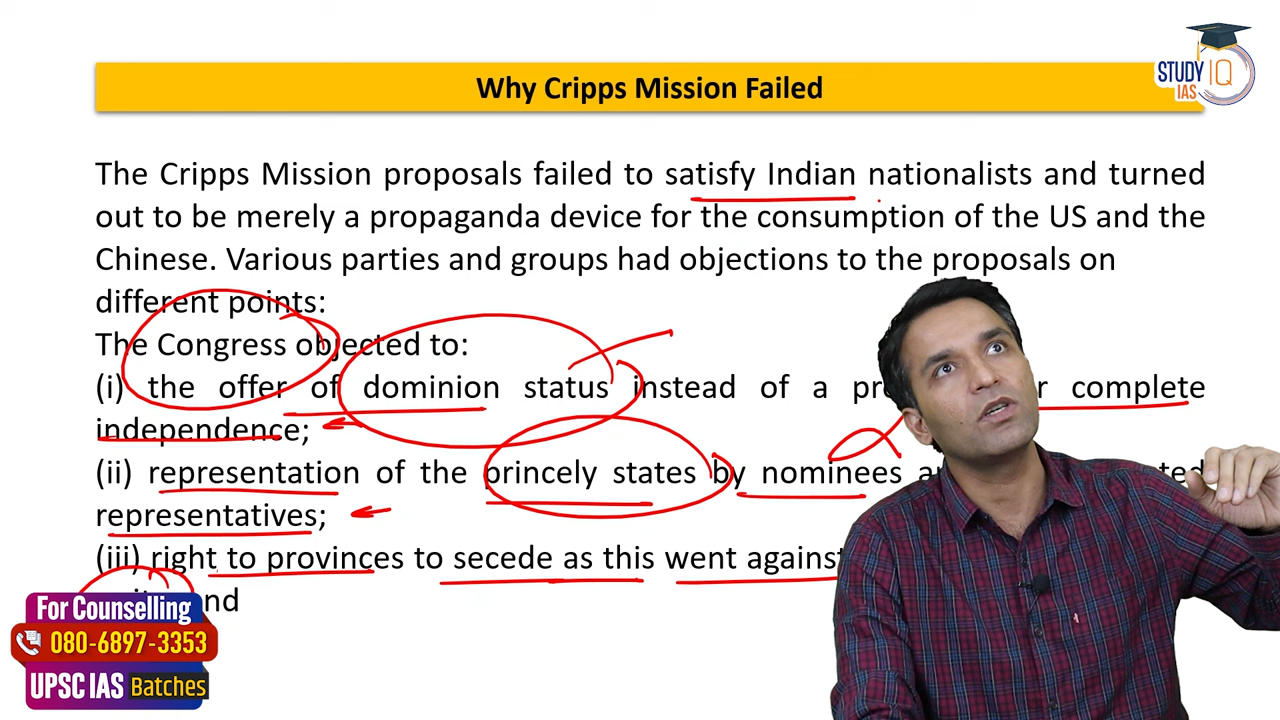 STUDY IQ IAS
Why Cripps Mission Failed
The Cripps Mission proposals failed to satisfy Indian nationalists and turned
out to be merely a propaganda device for the consumption of the US and the
Chinese. Various parties and groups had objections to the proposals on
different points:
The Congress objected to:
(i) the offer of dominion status instead of a complete
independence;
(ii) representation of the princely states by nominees
representatives;
(iii) right to provinces to secede as this went against
and
For Counselling
080-6897-3353
UPSC IAS Batches